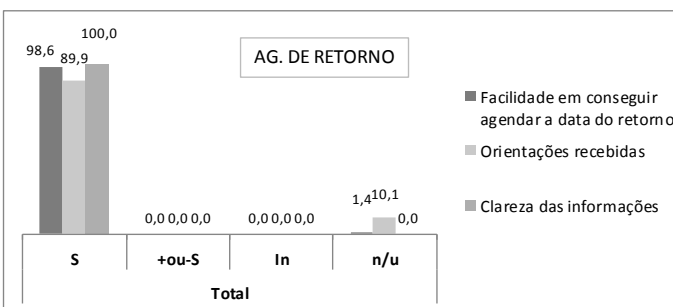 AG. DE RETORNO
98,6 89,9 100,0
0,0 0,0 0,0
0,0 0,0 0,0
1,4 10,1 0,0
S +ou-S In n/u
Total
Facilidade em conseguir
agendar a data do retorno
Orientações recebidas
Clareza das informações